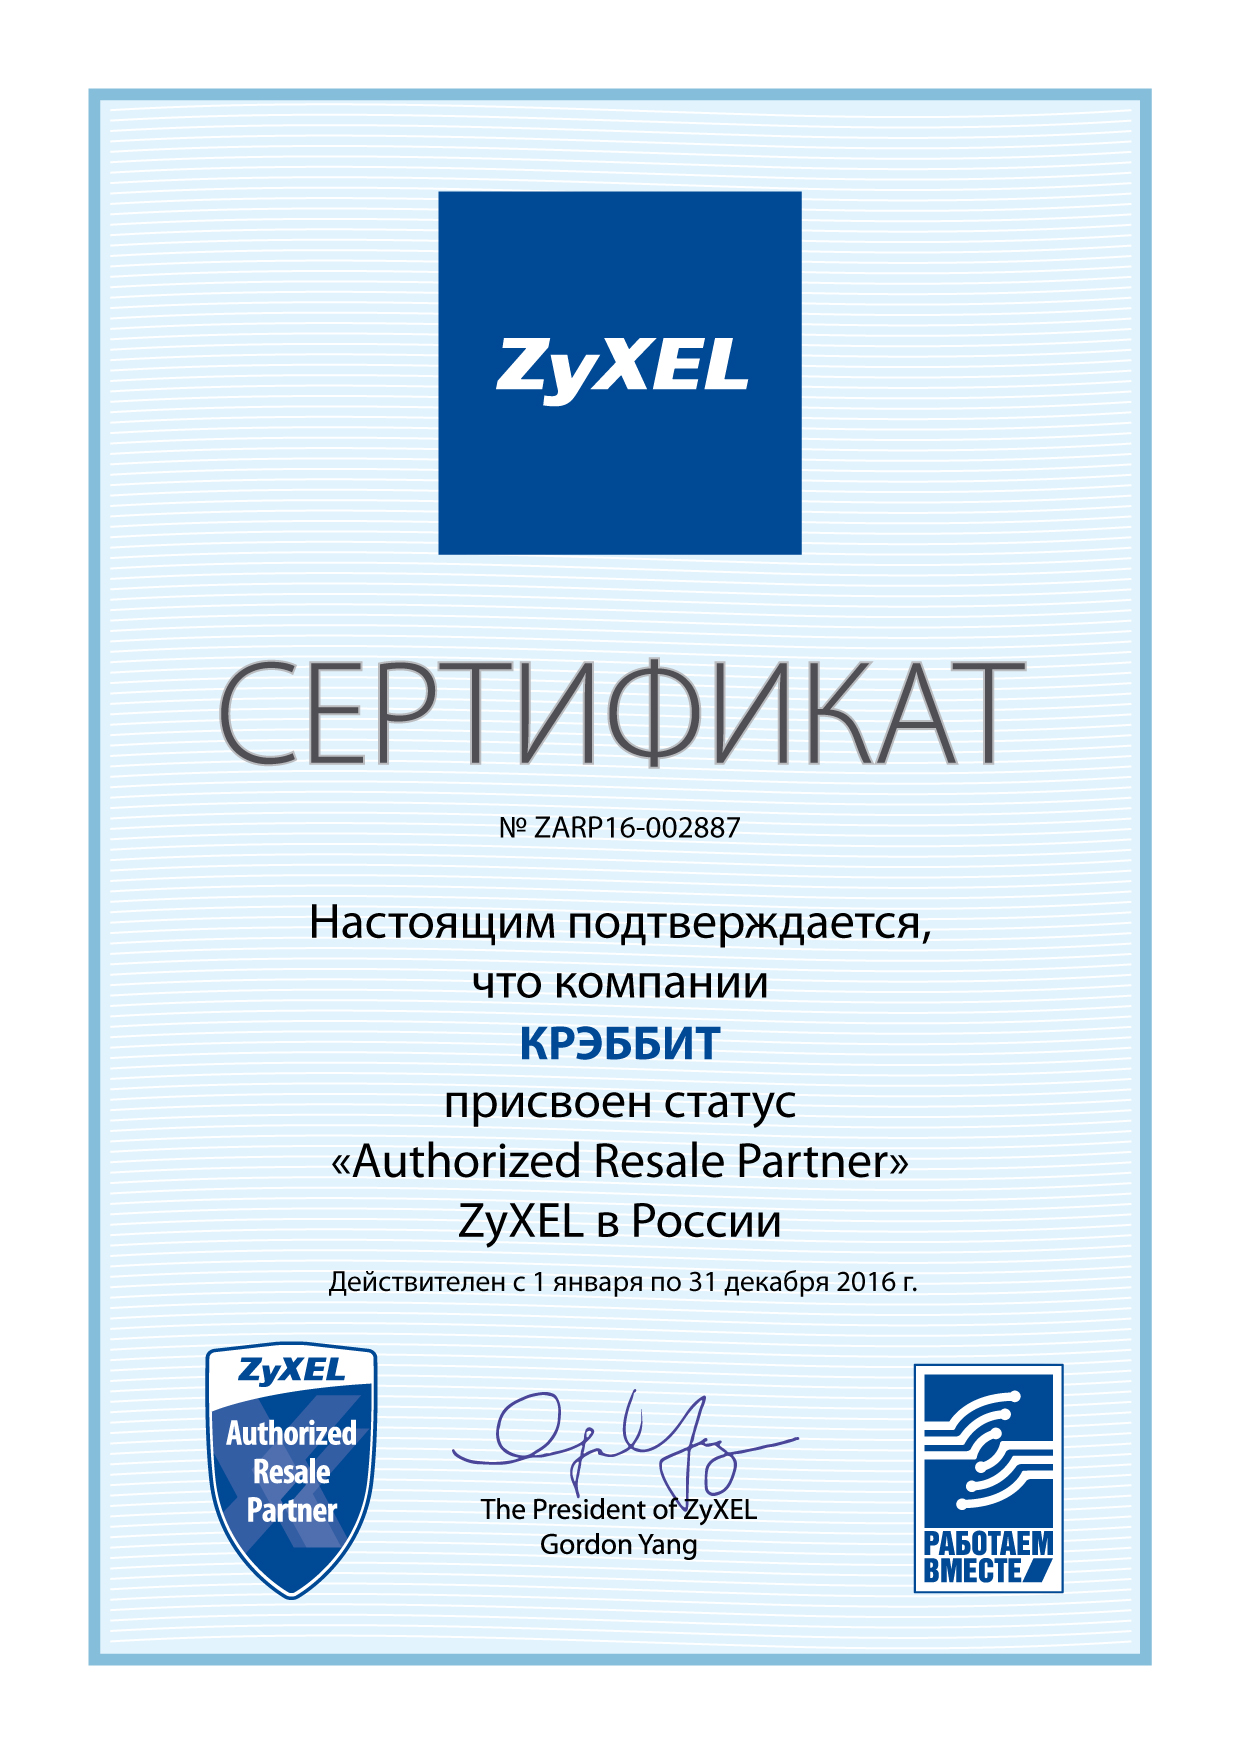 ZyXEL
СЕРТИФИКАТ
№ ZARP16-002887
Настоящим подтверждается,
что компании
КРЭББИТ
присвоен статус
«Authorized Resale Partner»
ZyXEL в России
Действителен с 1 января по 31 декабря 2016 г.
ZyXEL
Authorized
Resale
Partner
The President of ZyXEL
Gordon Yang
РАБОТАЕМ
ВМЕСТЕ